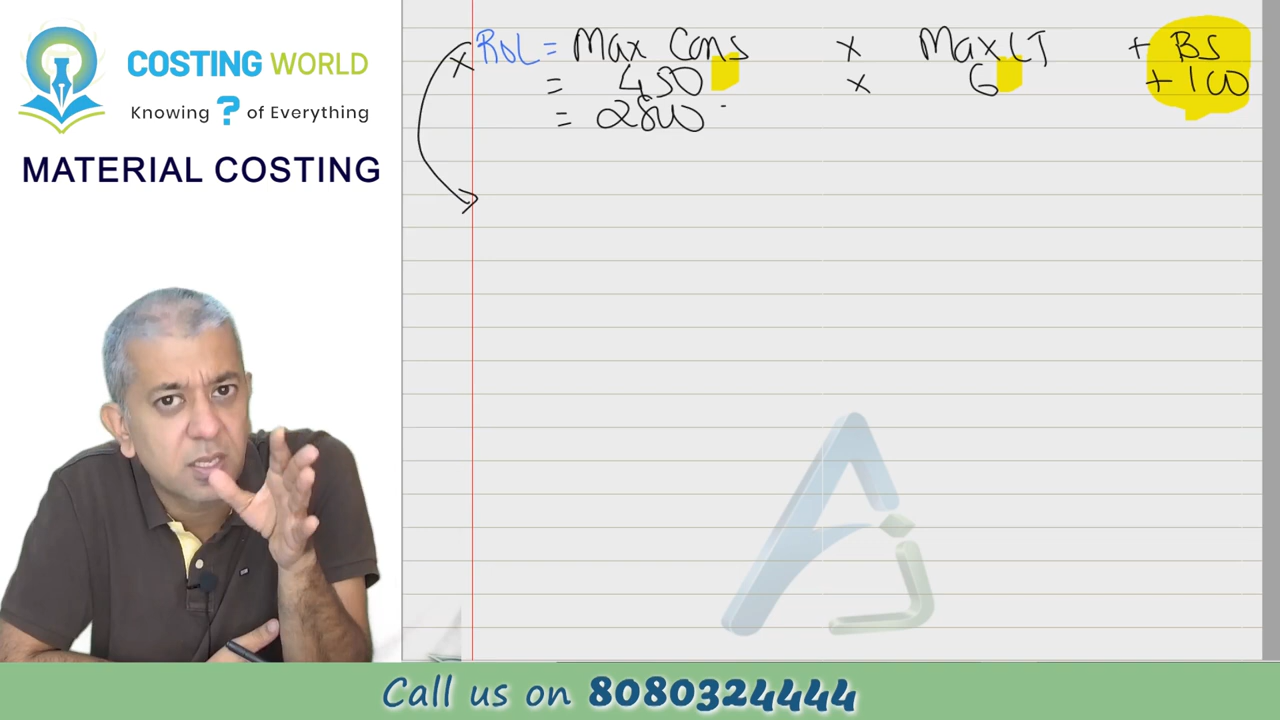 COSTING WORLD
Knowing ? of Everything
MATERIAL COSTING
x ROL = Max Cons x Max LT + BS
= 450 x 6 + 100
= 2800
Call us on 8080324444